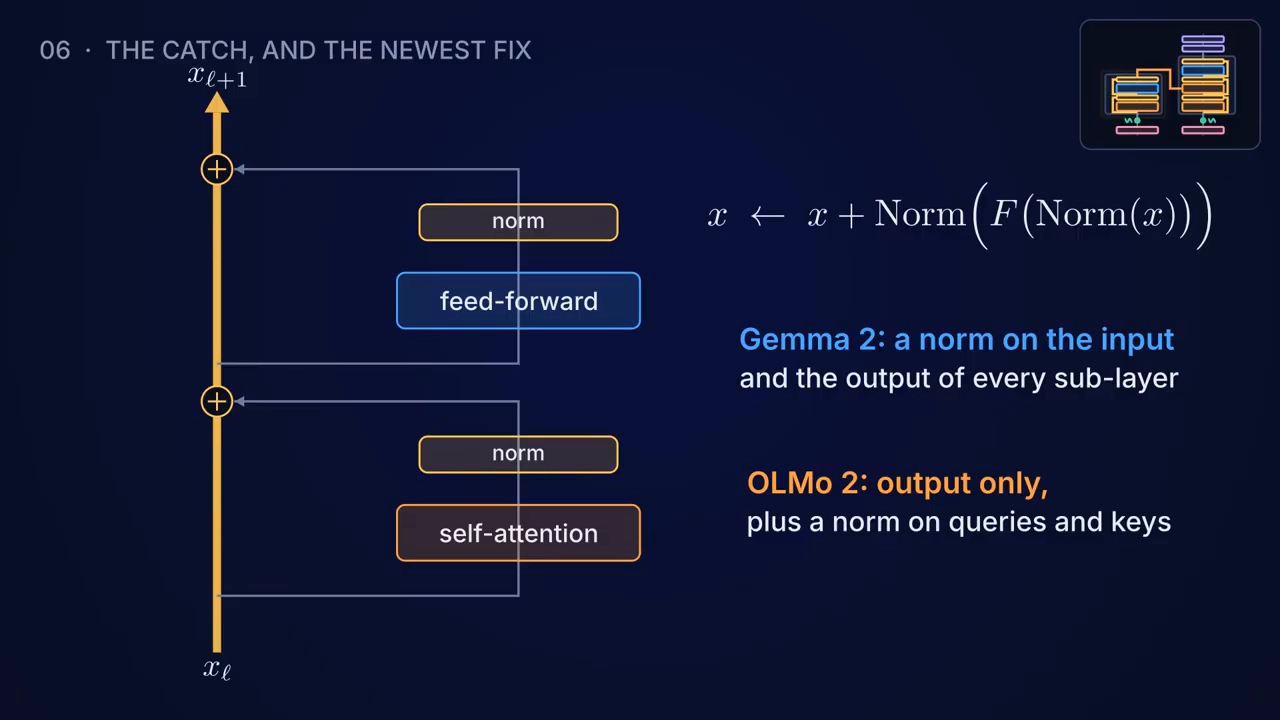 06 · THE CATCH, AND THE NEWEST FIX
xℓ+1
norm
feed-forward
norm
self-attention
xℓ
x ← x + Norm(F(Norm(x)))
Gemma 2: a norm on the input
and the output of every sub-layer
OLMo 2: output only,
plus a norm on queries and keys